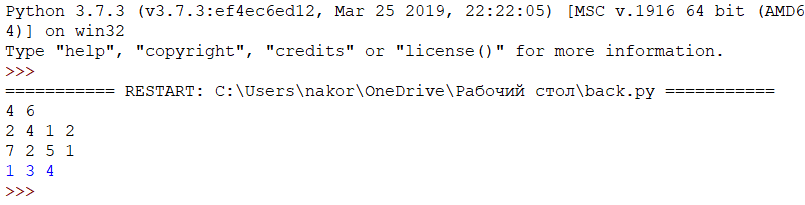 Python 3.7.3 (v3.7.3:ef4ec6ed12, Mar 25 2019, 22:22:05) [MSC v.1916 64 bit (AMD6
4)] on win32
Type "help", "copyright", "credits" or "license()" for more information.
>>>
=========== RESTART: C:\Users\nakor\OneDrive\Рабочий стол\back.py ===========
4 6
2 4 1 2
7 2 5 1
1 3 4
>>>